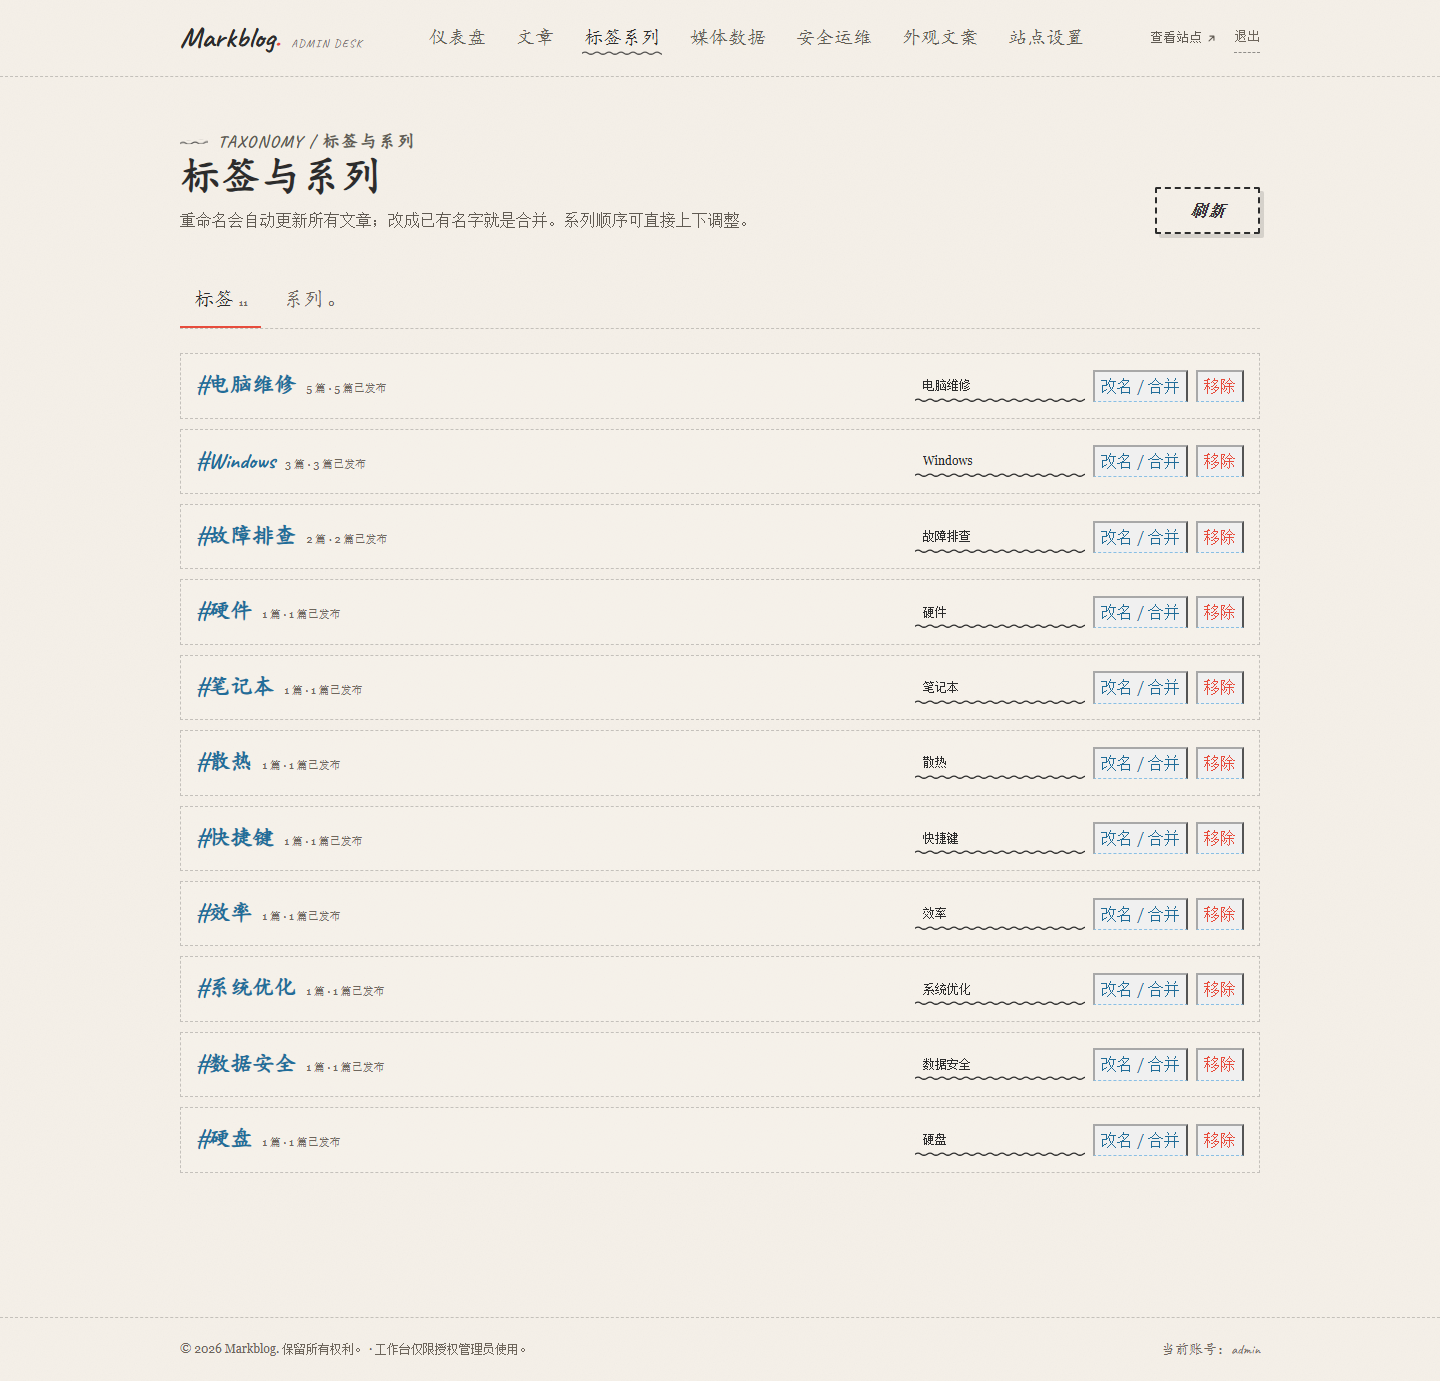 Markblog. ADMIN DESK 仪表盘 文章 标签系列 媒体数据 安全运维 外观文案 站点设置 查看站点 ↗ 退出
TAXONOMY / 标签与系列
标签与系列
重命名会自动更新所有文章；改成已有名字就是合并。系列顺序可直接上下调整。
刷新
标签 11 系列 0
#电脑维修 5 篇 · 5 篇已发布 电脑维修 改名 / 合并 移除
#Windows 3 篇 · 3 篇已发布 Windows 改名 / 合并 移除
#故障排查 2 篇 · 2 篇已发布 故障排查 改名 / 合并 移除
#硬件 1 篇 · 1 篇已发布 硬件 改名 / 合并 移除
#笔记本 1 篇 · 1 篇已发布 笔记本 改名 / 合并 移除
#散热 1 篇 · 1 篇已发布 散热 改名 / 合并 移除
#快捷键 1 篇 · 1 篇已发布 快捷键 改名 / 合并 移除
#效率 1 篇 · 1 篇已发布 效率 改名 / 合并 移除
#系统优化 1 篇 · 1 篇已发布 系统优化 改名 / 合并 移除
#数据安全 1 篇 · 1 篇已发布 数据安全 改名 / 合并 移除
#硬盘 1 篇 · 1 篇已发布 硬盘 改名 / 合并 移除
© 2026 Markblog. 保留所有权利。 · 工作台仅限授权管理员使用。 当前账号：admin